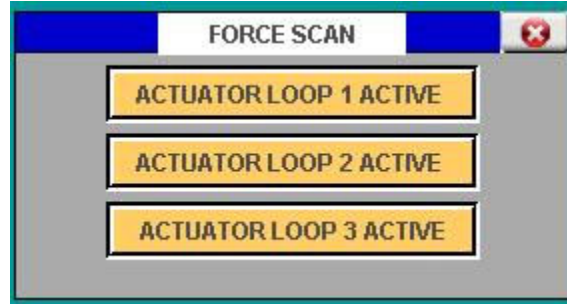 FORCE SCAN
ACTUATOR LOOP 1 ACTIVE
ACTUATOR LOOP 2 ACTIVE
ACTUATOR LOOP 3 ACTIVE